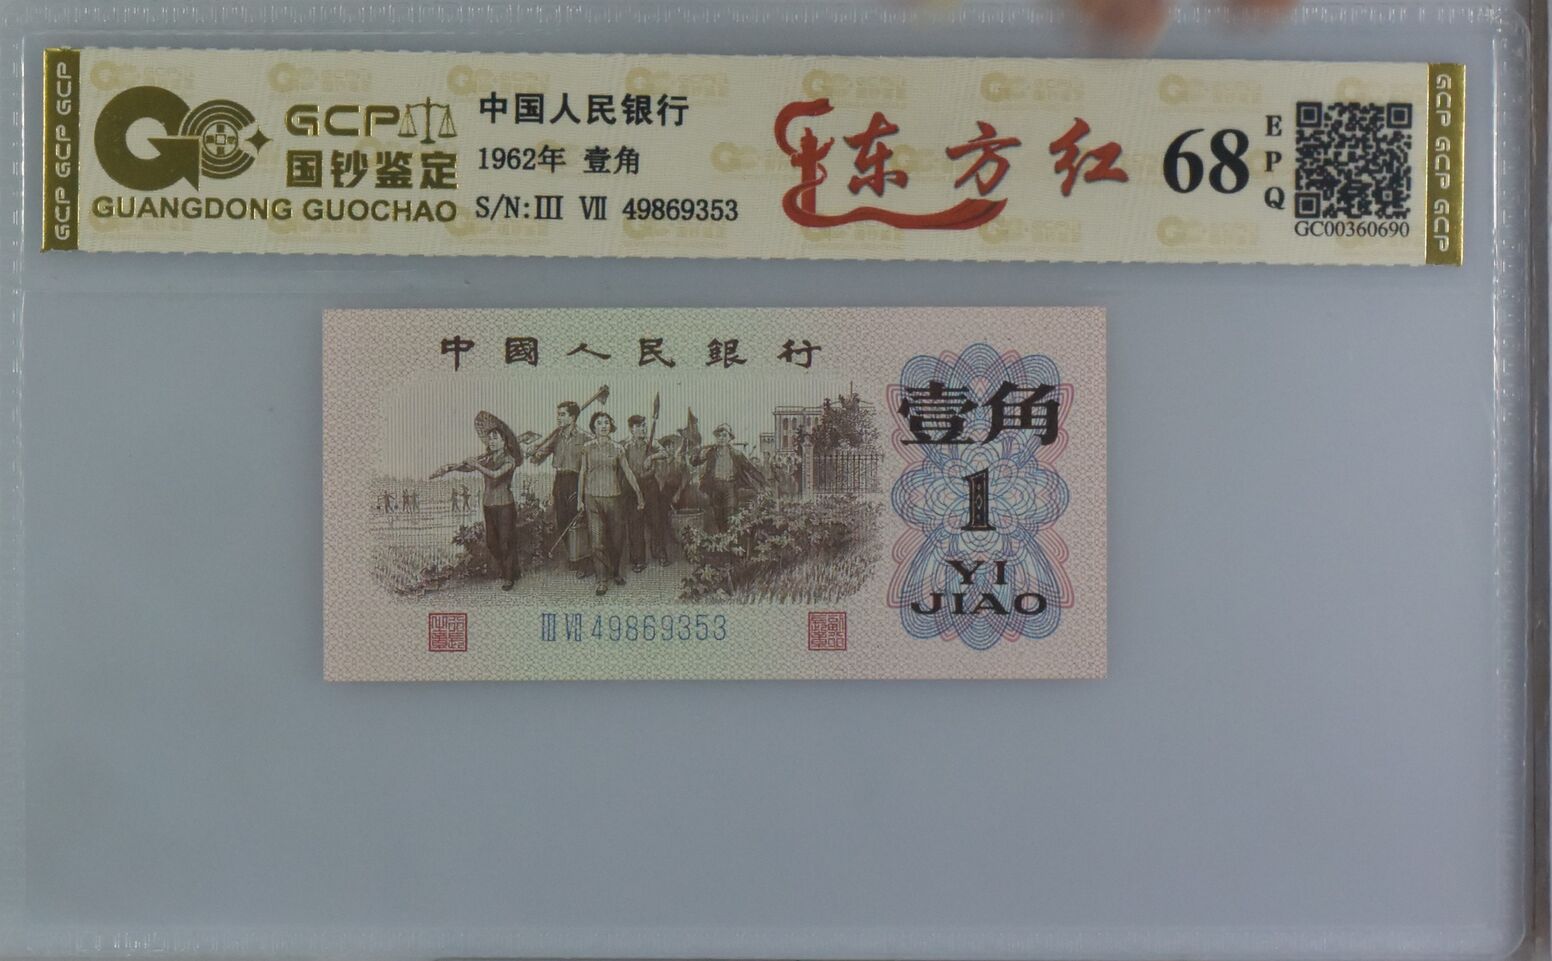 GCP GCP GCP
GCP
国钞鉴定
GUANGDONG GUOCHAO
中国人民银行
1962年 壹角
S/N:Ⅲ Ⅶ 49869353
东方红
68
EPQ
GC00360690
GCP GCP GCP
中國人民銀行
壹角
1
YI
JIAO
Ⅲ Ⅶ 49869353